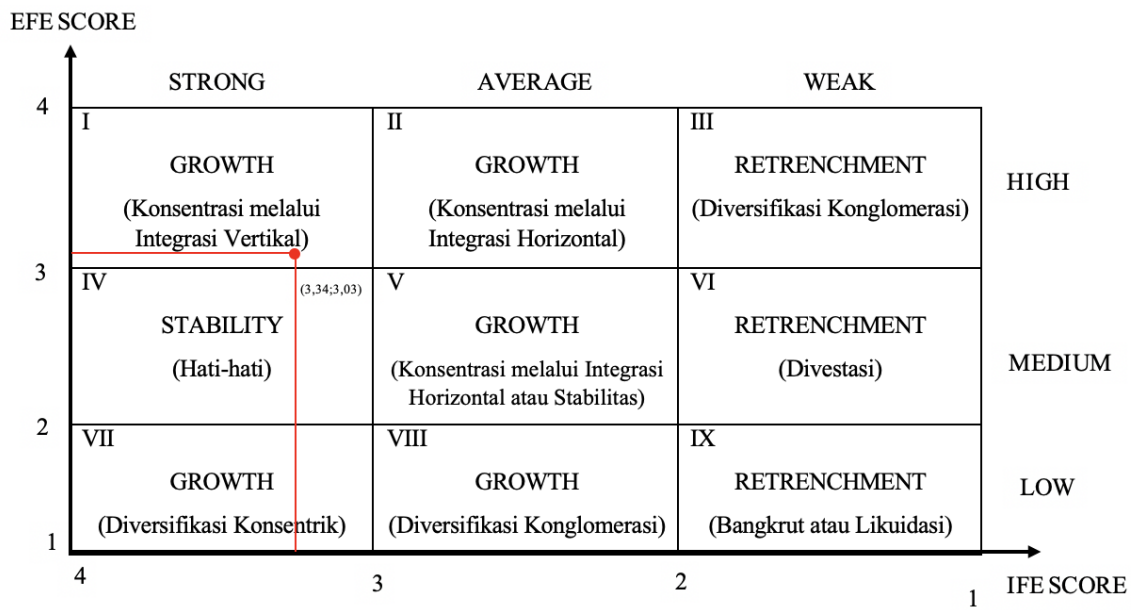 EFE SCORE
STRONG AVERAGE WEAK
4
I II III
GROWTH GROWTH RETRENCHMENT
HIGH
(Konsentrasi melalui (Konsentrasi melalui (Diversifikasi Konglomerasi)
Integrasi Vertikal) Integrasi Horizontal)
3
IV V VI
(3,34;3,03)
STABILITY GROWTH RETRENCHMENT
(Hati-hati) (Konsentrasi melalui Integrasi (Divestasi)
MEDIUM
Horizontal atau Stabilitas)
2
VII VIII IX
GROWTH GROWTH RETRENCHMENT
LOW
(Diversifikasi Konsentrik) (Diversifikasi Konglomerasi) (Bangkrut atau Likuidasi)
1
4 3 2 1
IFE SCORE